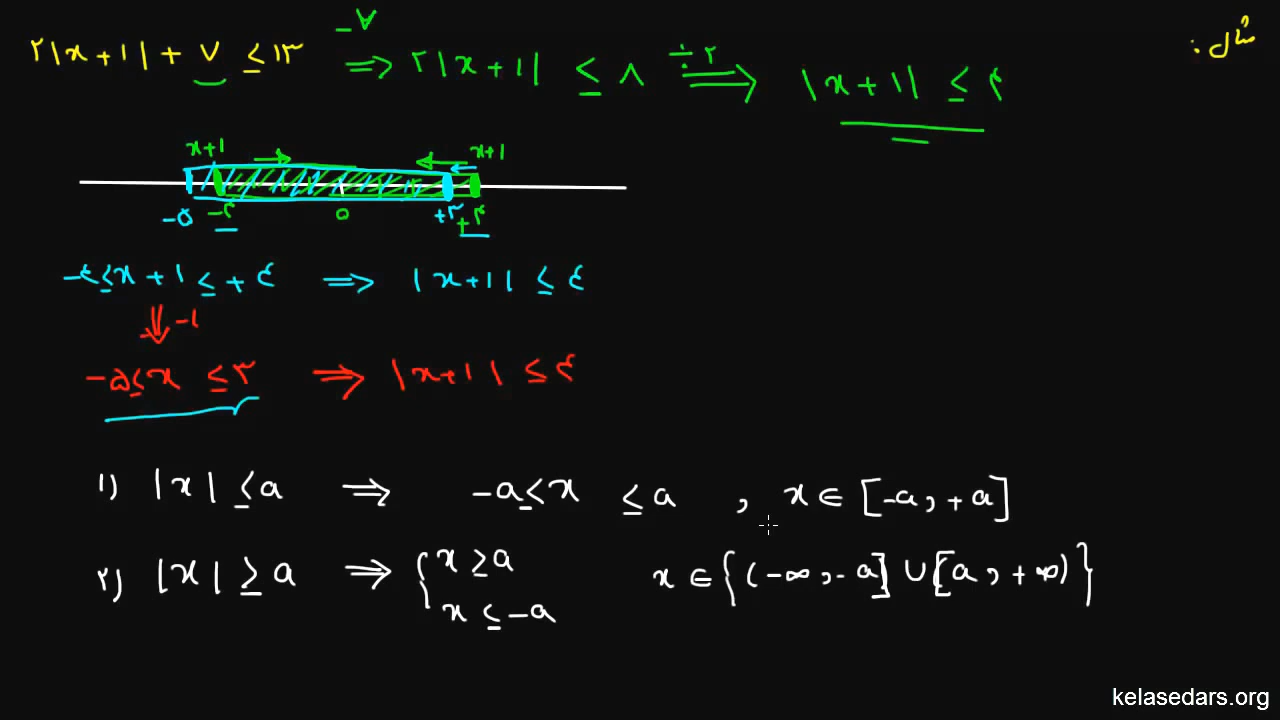 مثال:
۲|x+۱| + ۷ ≤ ۱۳ ⇒ -۷ ۲|x+۱| ≤ ۸ ⇒ ÷۲ |x+۱| ≤ ۴
x+۱ x+۱
-۵ -۴ ۰ +۳ +۴
-۴ ≤ x + ۱ ≤ +۴ ⇒ |x+۱| ≤ ۴
⇓ -۱
-۵ ≤ x ≤ ۳ ⇒ |x+۱| ≤ ۴
۱) |x| ≤ a ⇒ -a ≤ x ≤ a , x ∈ [-a, +a]
۲) |x| ≥ a ⇒ { x ≥ a x ∈ {(-∞, -a] ∪ [a, +∞)}
x ≤ -a
kelasedars.org